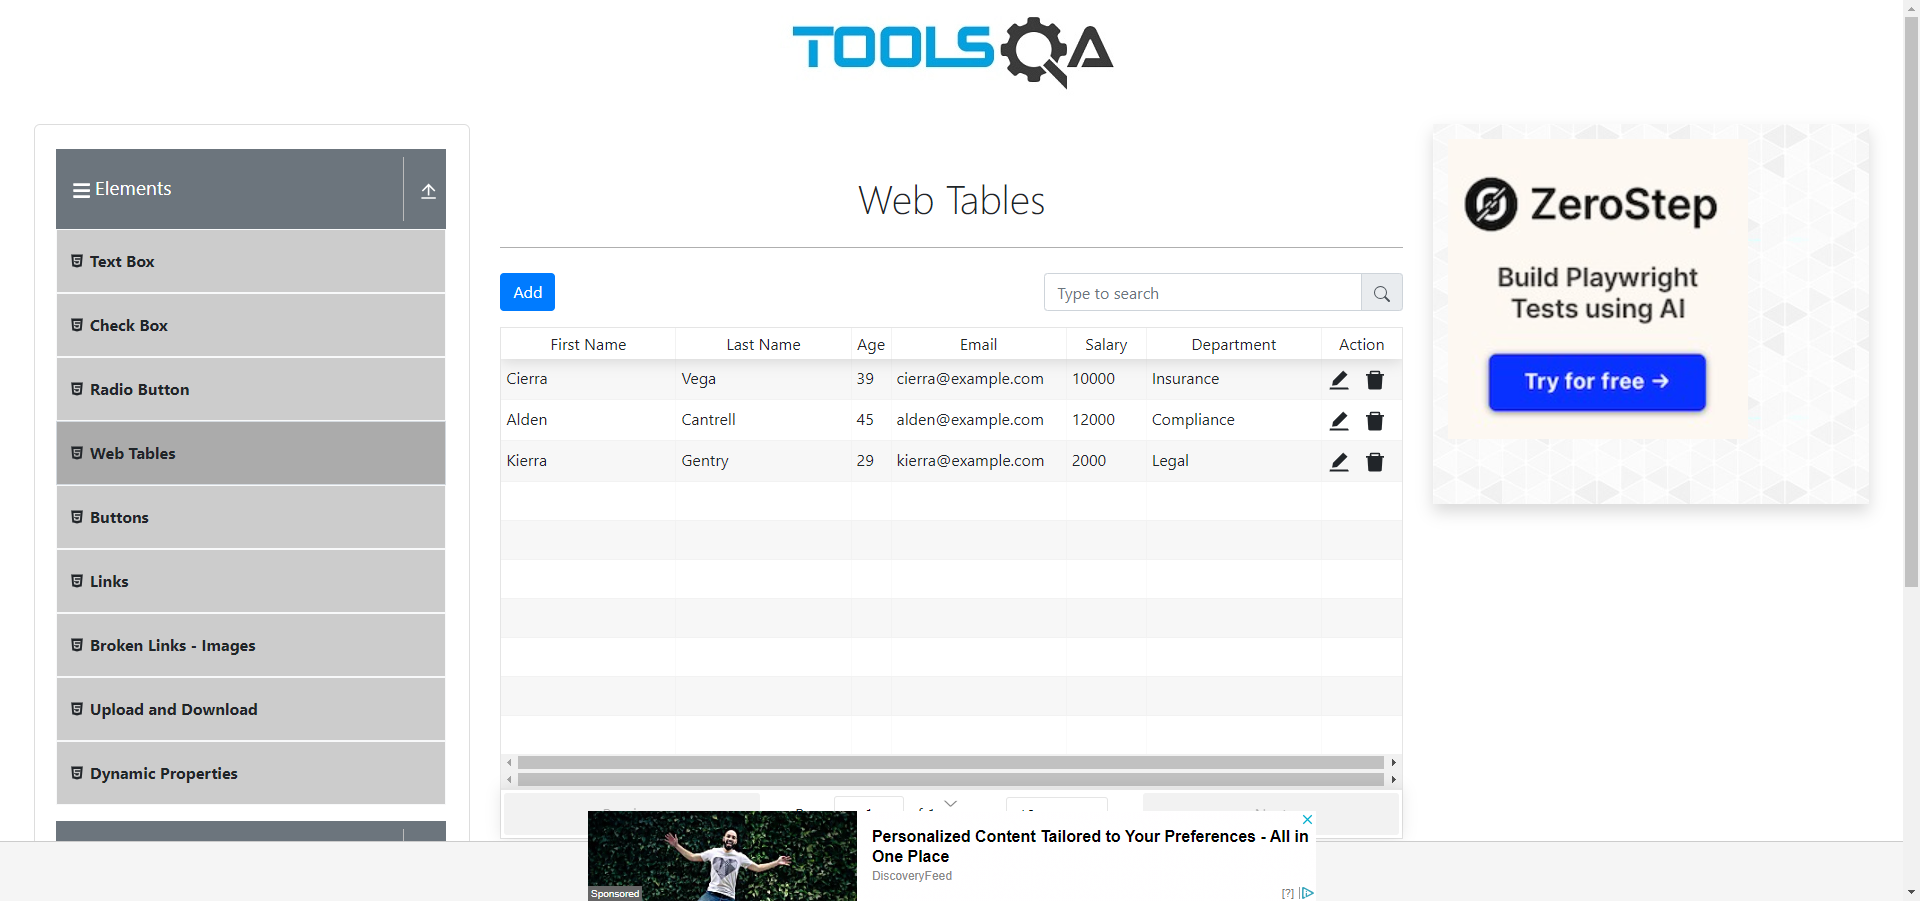 TOOLSQA
Elements
Text Box
Check Box
Radio Button
Web Tables
Buttons
Links
Broken Links - Images
Upload and Download
Dynamic Properties
Web Tables
Add
Type to search
First Name Last Name Age Email Salary Department Action
Cierra Vega 39 cierra@example.com 10000 Insurance
Alden Cantrell 45 alden@example.com 12000 Compliance
Kierra Gentry 29 kierra@example.com 2000 Legal
ZeroStep
Build Playwright
Tests using AI
Try for free →
Personalized Content Tailored to Your Preferences - All in
One Place
DiscoveryFeed
Sponsored
[?]